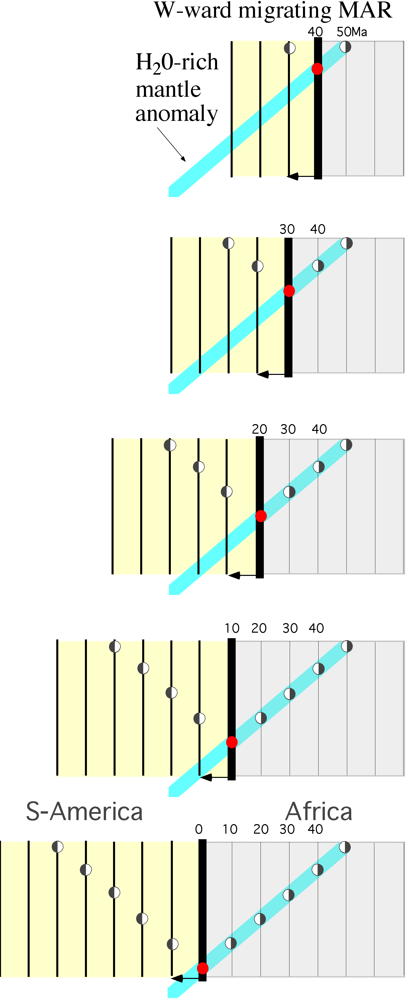 W-ward migrating MAR
40 50Ma
H₂0-rich
mantle
anomaly
30 40
20 30 40
10 20 30 40
S-America Africa
0 10 20 30 40